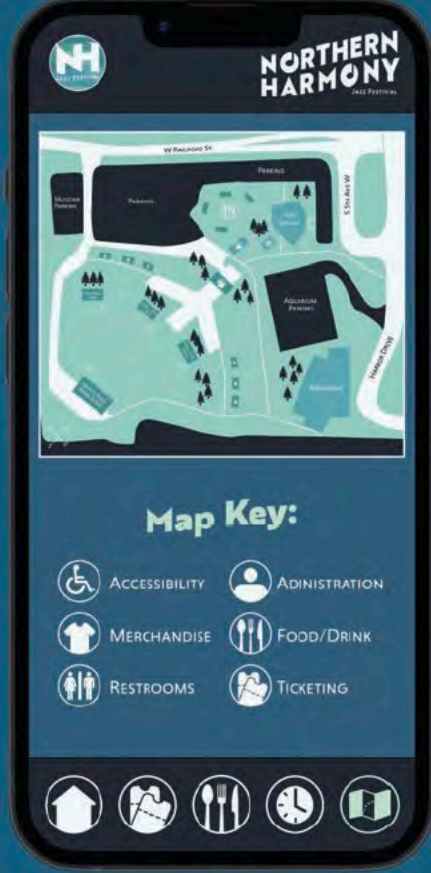 NH
JAZZ FESTIVAL
NORTHERN
HARMONY
JAZZ FESTIVAL
W RAILROAD ST.
PARKING
S 5TH AVE W
MUSICIAN
PARKING
PARKING
AQUARIUM
PARKING
HARBOR DRIVE
AQUARIUM
Map Key:
ACCESSIBILITY
ADINISTRATION
MERCHANDISE
FOOD/DRINK
RESTROOMS
TICKETING